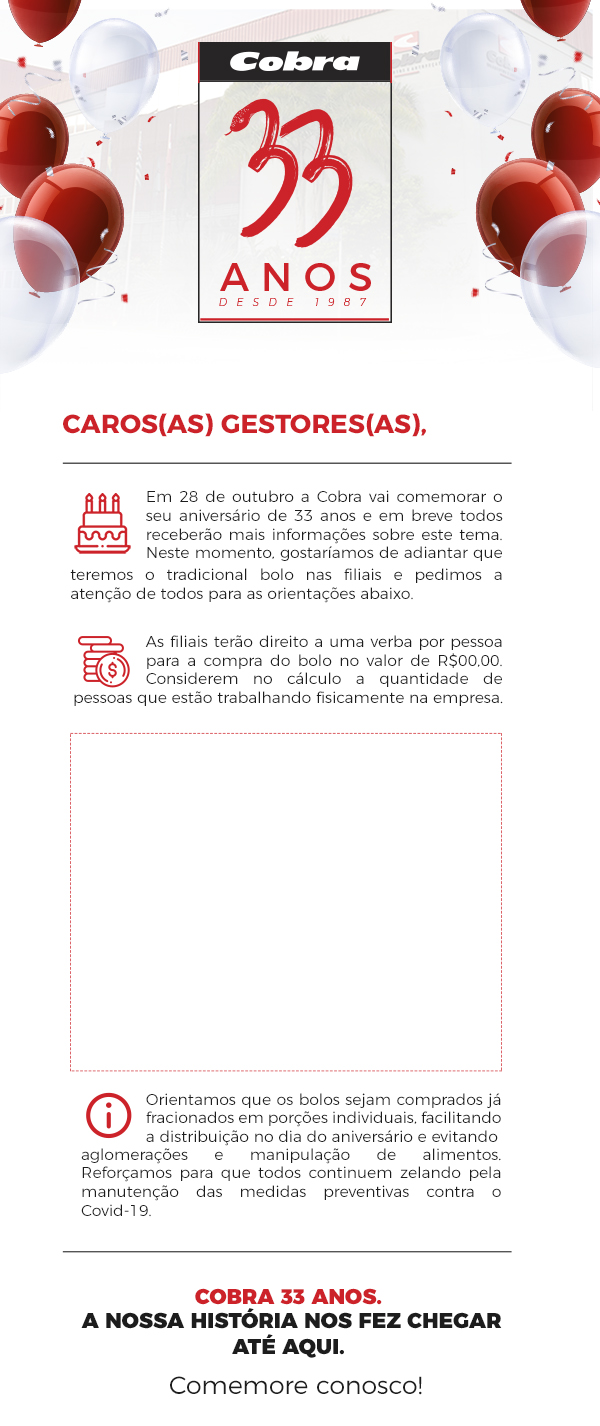 Cobra
33
ANOS
DESDE 1987
CAROS(AS) GESTORES(AS),
Em 28 de outubro a Cobra vai comemorar o
seu aniversário de 33 anos e em breve todos
receberão mais informações sobre este tema.
Neste momento, gostaríamos de adiantar que
teremos o tradicional bolo nas filiais e pedimos a
atenção de todos para as orientações abaixo.
As filiais terão direito a uma verba por pessoa
para a compra do bolo no valor de R$00,00.
Considerem no cálculo a quantidade de
pessoas que estão trabalhando fisicamente na empresa.
Orientamos que os bolos sejam comprados já
fracionados em porções individuais, facilitando
a distribuição no dia do aniversário e evitando
aglomerações e manipulação de alimentos.
Reforçamos para que todos continuem zelando pela
manutenção das medidas preventivas contra o
Covid-19.
COBRA 33 ANOS.
A NOSSA HISTÓRIA NOS FEZ CHEGAR
ATÉ AQUI.
Comemore conosco!